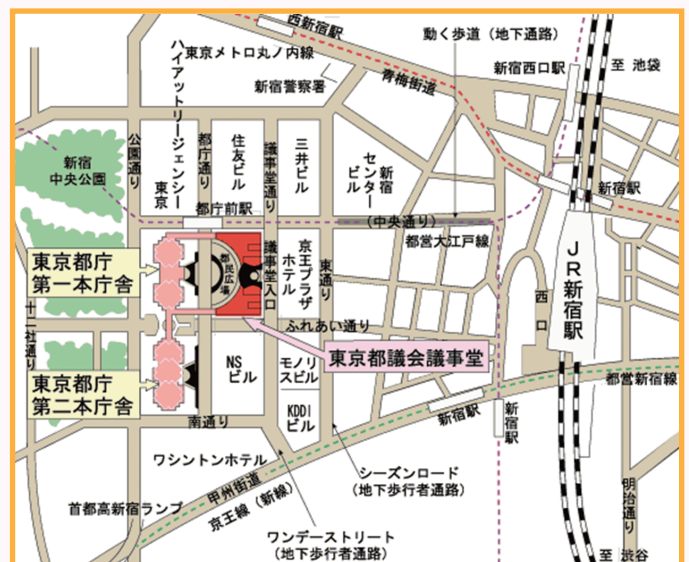 西新宿駅
東京メトロ丸ノ内線
動く歩道（地下通路）
新宿西口駅
至 池袋
新宿警察署
青梅街道
ハイアットリージェンシー
東京
公園通り
都庁通り
住友ビル
議事堂通り
三井ビル
新宿
センター
ビル
新宿
中央公園
新宿駅
都庁前駅
（中央通り）
都営大江戸線
東京都庁
第一本庁舎
都民広場
議事堂入口
京王プラザ
ホテル
東通り
西口
JR新宿駅
十二社通り
ふれあい通り
東京都議会議事堂
NS
ビル
モノリ
スビル
都営新宿線
東京都庁
第二本庁舎
KDDI
ビル
南通り
新宿駅
新宿駅
ワシントンホテル
シーズンロード
（地下歩行者通路）
甲州街道
京王線（新線）
首都高新宿ランプ
明治通り
ワンデーストリート
（地下歩行者通路）
至 渋谷